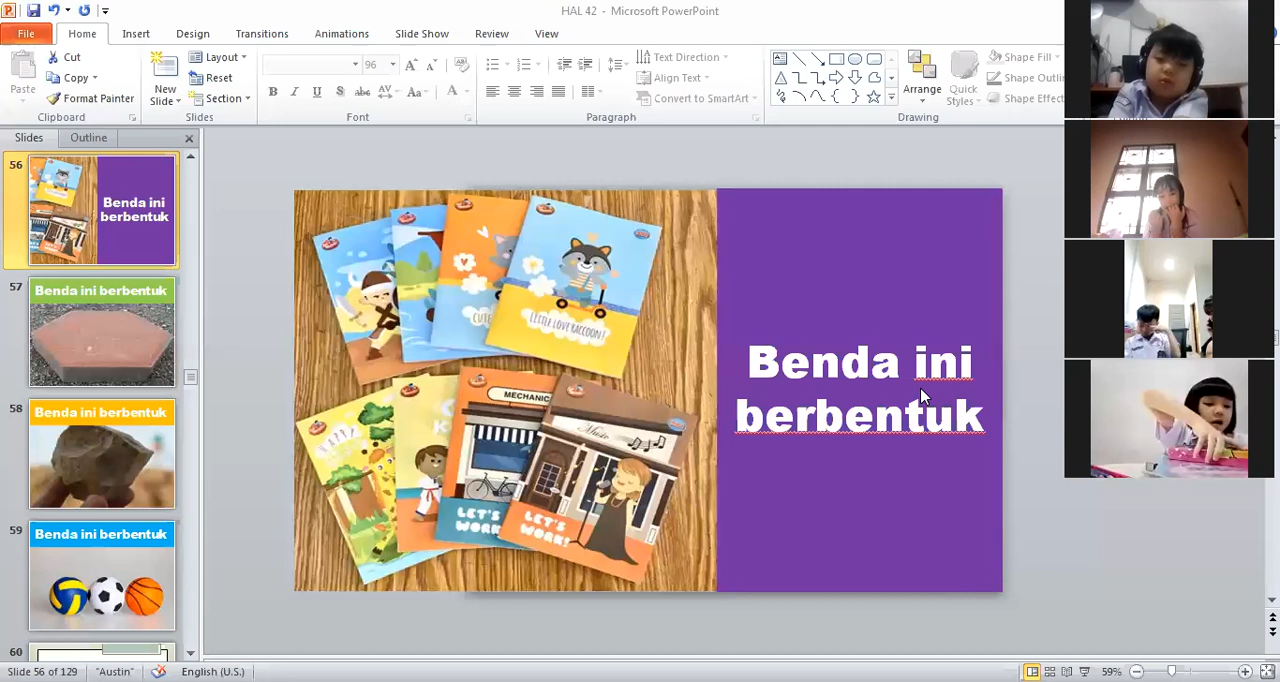 HAL 42 - Microsoft PowerPoint
File Home Insert Design Transitions Animations Slide Show Review View
Cut
Copy
Format Painter
Paste
Clipboard
New
Slide
Layout
Reset
Section
Slides
96
Font
Text Direction
Align Text
Convert to SmartArt
Paragraph
Arrange
Quick
Styles
Shape Fill
Shape Outli
Shape Effect
Drawing
Slides Outline
56
Benda ini
berbentuk
57
Benda ini berbentuk
58
Benda ini berbentuk
59
Benda ini berbentuk
60
LITTLE LOVE RACCOON!
MECHANIC
Music
LET'S
WORK!
LET'S
WORK!
Benda ini
berbentuk
Slide 56 of 129 "Austin" English (U.S.) 59%